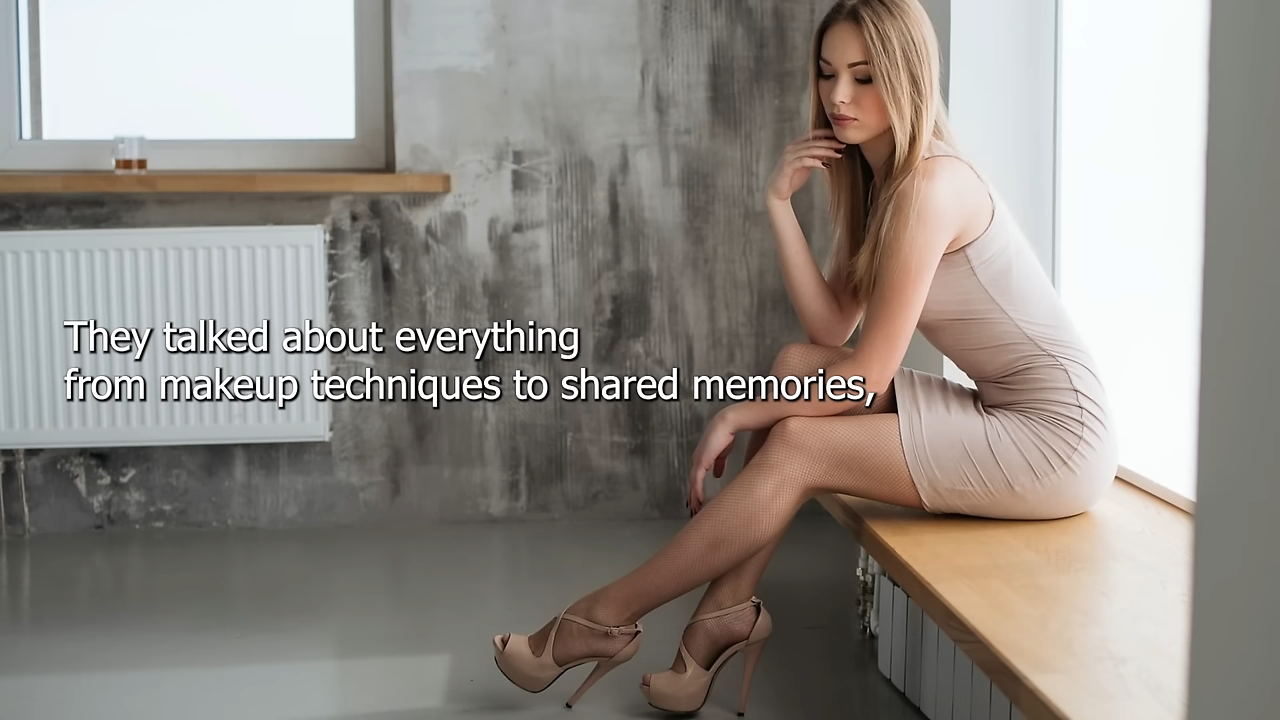 They talked about everything
from makeup techniques to shared memories,